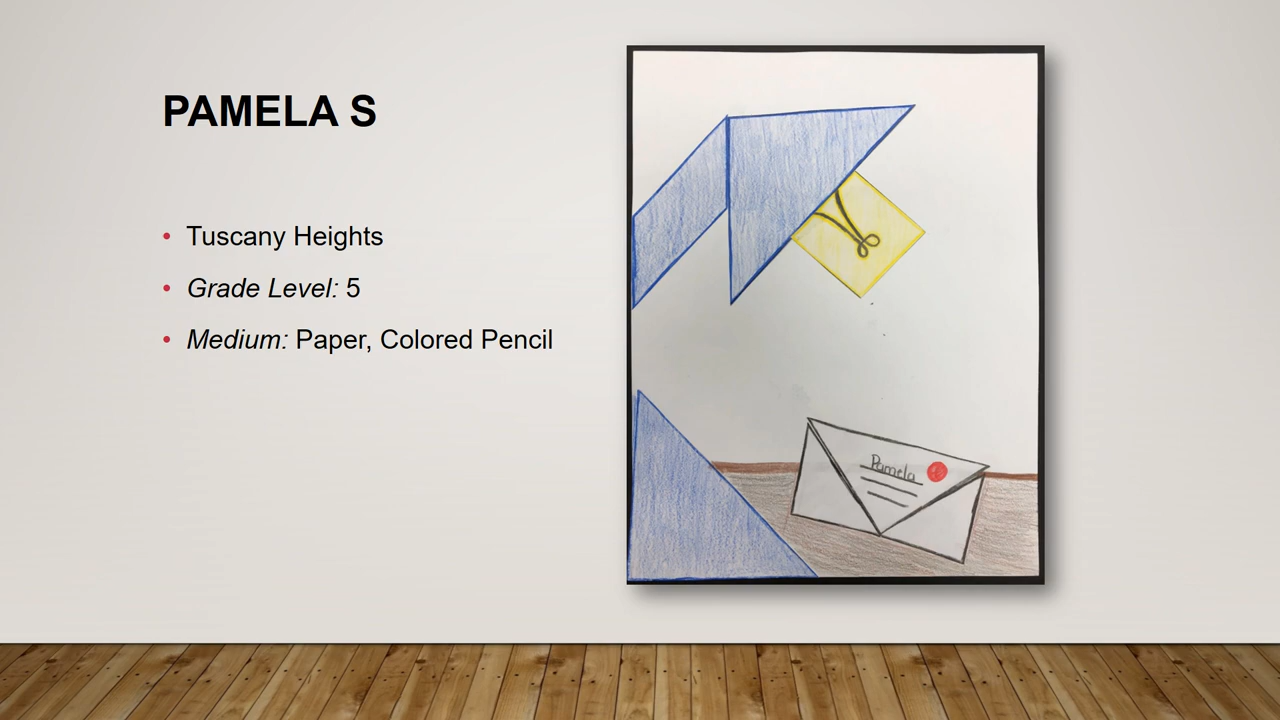 PAMELA S
Tuscany Heights
Grade Level: 5
Medium: Paper, Colored Pencil
Pamela